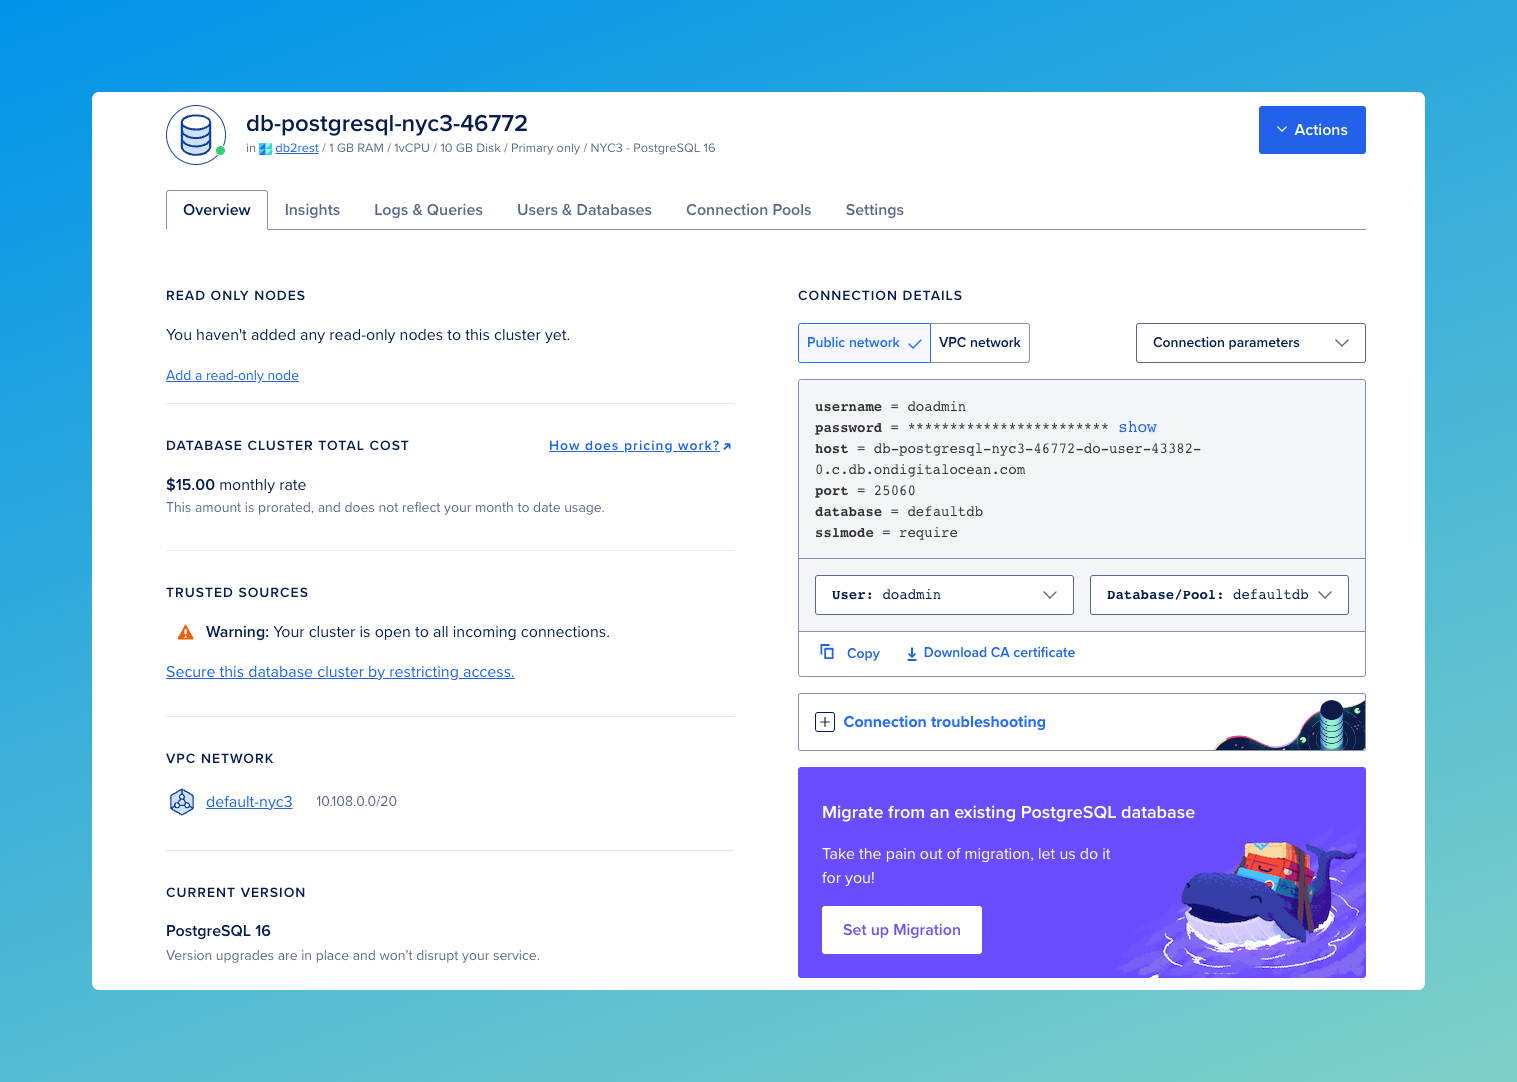 db-postgresql-nyc3-46772
in db2rest / 1 GB RAM / 1vCPU / 10 GB Disk / Primary only / NYC3 - PostgreSQL 16
Actions
Overview
Insights
Logs & Queries
Users & Databases
Connection Pools
Settings
READ ONLY NODES
You haven't added any read-only nodes to this cluster yet.
Add a read-only node
DATABASE CLUSTER TOTAL COST
How does pricing work?
$15.00 monthly rate
This amount is prorated, and does not reflect your month to date usage.
TRUSTED SOURCES
Warning: Your cluster is open to all incoming connections.
Secure this database cluster by restricting access.
VPC NETWORK
default-nyc3 10.108.0.0/20
CURRENT VERSION
PostgreSQL 16
Version upgrades are in place and won't disrupt your service.
CONNECTION DETAILS
Public network
VPC network
Connection parameters
username = doadmin
password = ************************ show
host = db-postgresql-nyc3-46772-do-user-43382-
0.c.db.ondigitalocean.com
port = 25060
database = defaultdb
sslmode = require
User: doadmin
Database/Pool: defaultdb
Copy
Download CA certificate
Connection troubleshooting
Migrate from an existing PostgreSQL database
Take the pain out of migration, let us do it
for you!
Set up Migration